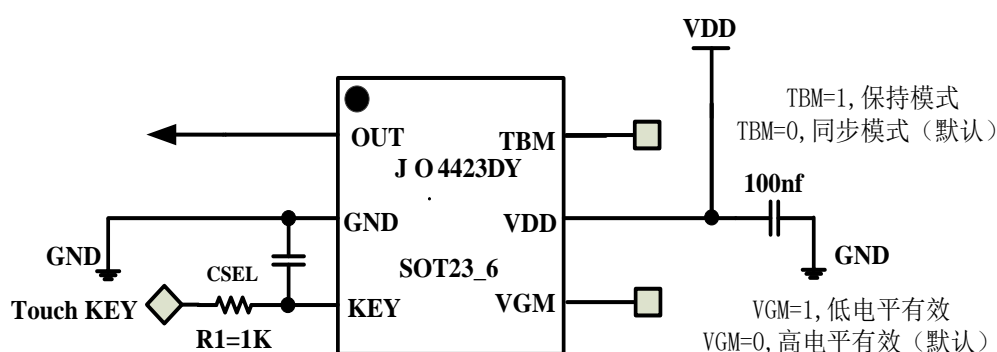 VDD
TBM=1,保持模式
TBM=0,同步模式（默认）
OUT
TBM
J O 4423DY
100nf
GND
VDD
GND
GND
CSEL
SOT23_6
Touch KEY
KEY
VGM
R1=1K
VGM=1,低电平有效
VGM=0,高电平有效（默认）